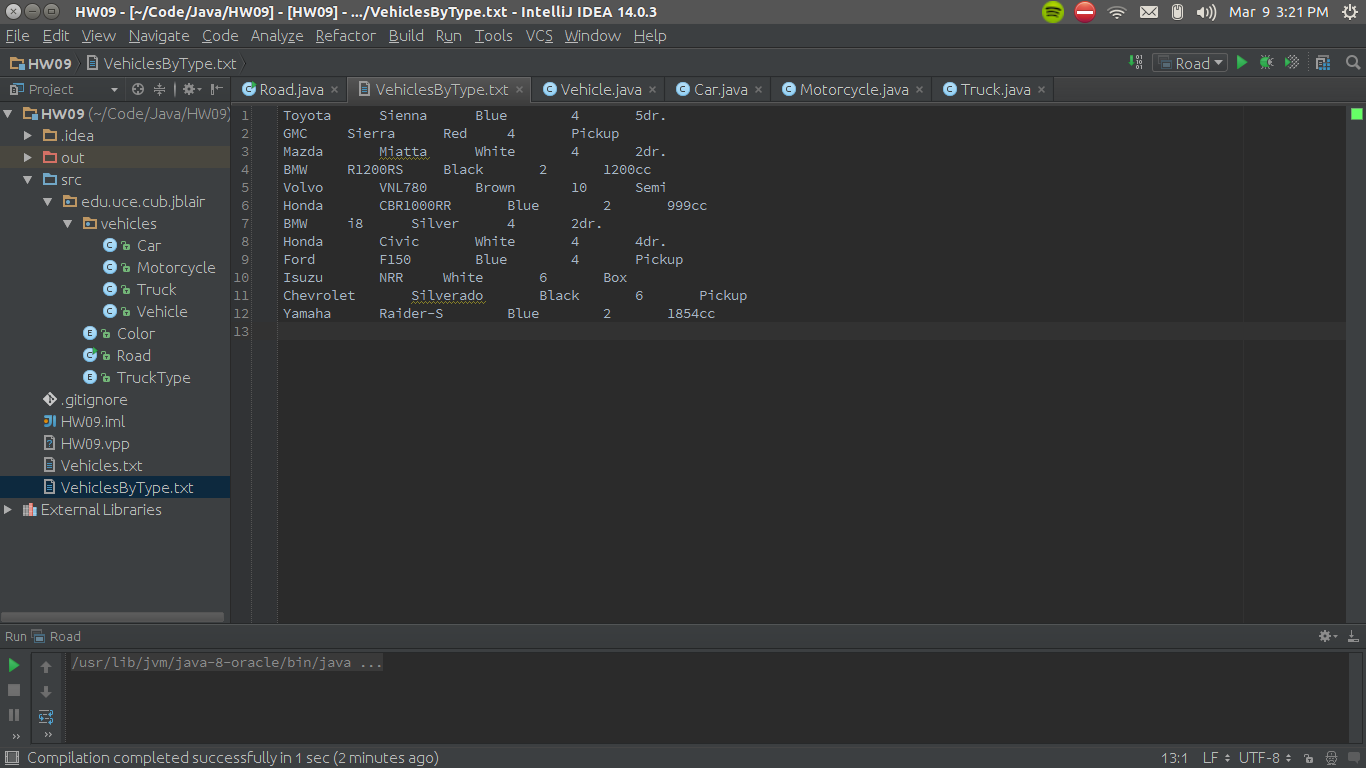 HW09 - [~/Code/Java/HW09] - [HW09] - .../VehiclesByType.txt - IntelliJ IDEA 14.0.3 Mar 9 3:21 PM
File Edit View Navigate Code Analyze Refactor Build Run Tools VCS Window Help
HW09 VehiclesByType.txt Road
Project Road.java VehiclesByType.txt Vehicle.java Car.java Motorcycle.java Truck.java
HW09 (~/Code/Java/HW09)
.idea
out
src
edu.uce.cub.jblair
vehicles
Car
Motorcycle
Truck
Vehicle
Color
Road
TruckType
.gitignore
HW09.iml
HW09.vpp
Vehicles.txt
VehiclesByType.txt
External Libraries
1 Toyota Sienna Blue 4 5dr.
2 GMC Sierra Red 4 Pickup
3 Mazda Miatta White 4 2dr.
4 BMW R1200RS Black 2 1200cc
5 Volvo VNL780 Brown 10 Semi
6 Honda CBR1000RR Blue 2 999cc
7 BMW i8 Silver 4 2dr.
8 Honda Civic White 4 4dr.
9 Ford F150 Blue 4 Pickup
10 Isuzu NRR White 6 Box
11 Chevrolet Silverado Black 6 Pickup
12 Yamaha Raider-S Blue 2 1854cc
13
Run Road
/usr/lib/jvm/java-8-oracle/bin/java ...
Compilation completed successfully in 1 sec (2 minutes ago) 13:1 LF UTF-8